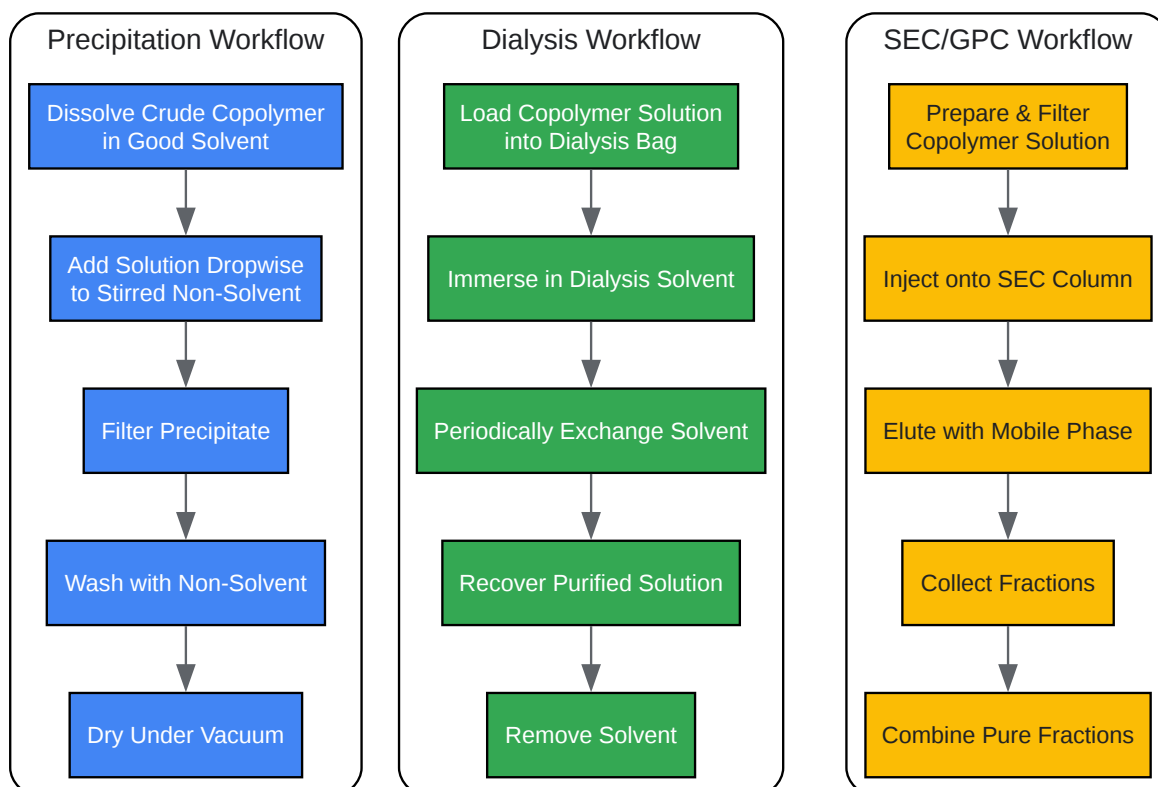 Precipitation Workflow
Dissolve Crude Copolymer
in Good Solvent
Add Solution Dropwise
to Stirred Non-Solvent
Filter Precipitate
Wash with Non-Solvent
Dry Under Vacuum
Dialysis Workflow
Load Copolymer Solution
into Dialysis Bag
Immerse in Dialysis Solvent
Periodically Exchange Solvent
Recover Purified Solution
Remove Solvent
SEC/GPC Workflow
Prepare & Filter
Copolymer Solution
Inject onto SEC Column
Elute with Mobile Phase
Collect Fractions
Combine Pure Fractions